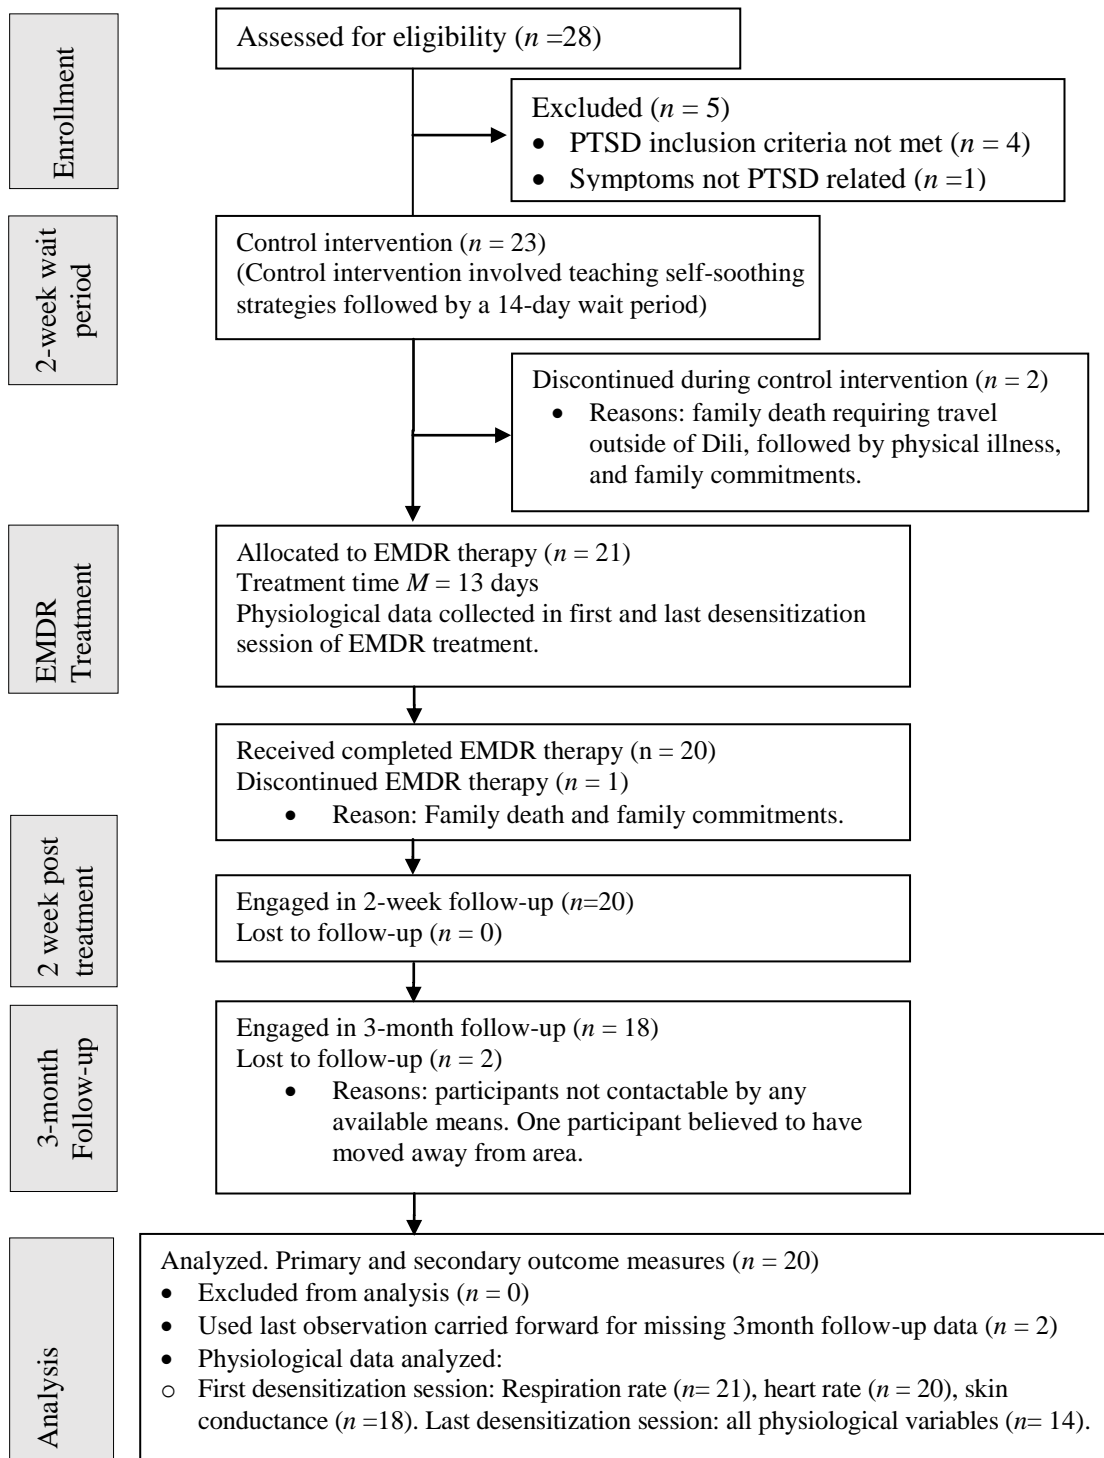 Enrollment
Assessed for eligibility (n =28)
Excluded (n = 5)
• PTSD inclusion criteria not met (n = 4)
• Symptoms not PTSD related (n =1)
2-week wait
period
Control intervention (n = 23)
(Control intervention involved teaching self-soothing
strategies followed by a 14-day wait period)
Discontinued during control intervention (n = 2)
• Reasons: family death requiring travel
outside of Dili, followed by physical illness,
and family commitments.
EMDR
Treatment
Allocated to EMDR therapy (n = 21)
Treatment time M = 13 days
Physiological data collected in first and last desensitization
session of EMDR treatment.
Received completed EMDR therapy (n = 20)
Discontinued EMDR therapy (n = 1)
• Reason: Family death and family commitments.
2 week post
treatment
Engaged in 2-week follow-up (n=20)
Lost to follow-up (n = 0)
3-month
Follow-up
Engaged in 3-month follow-up (n = 18)
Lost to follow-up (n = 2)
• Reasons: participants not contactable by any
available means. One participant believed to have
moved away from area.
Analysis
Analyzed. Primary and secondary outcome measures (n = 20)
• Excluded from analysis (n = 0)
• Used last observation carried forward for missing 3month follow-up data (n = 2)
• Physiological data analyzed:
○ First desensitization session: Respiration rate (n= 21), heart rate (n = 20), skin
conductance (n =18). Last desensitization session: all physiological variables (n= 14).